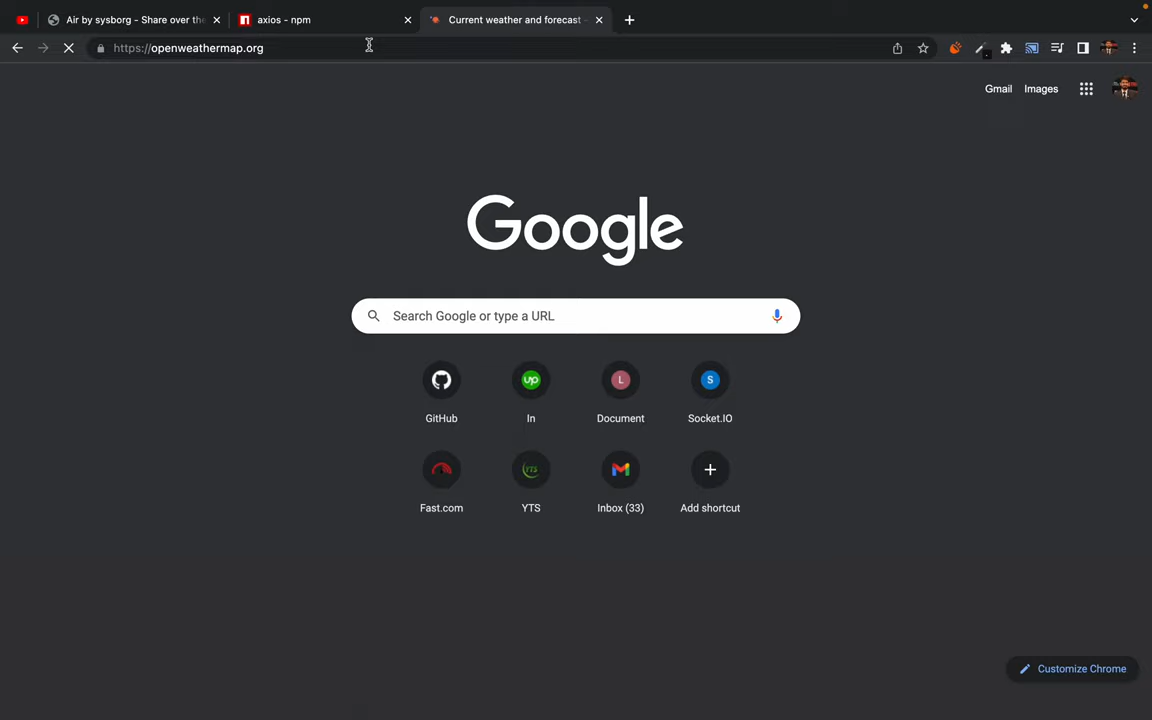 Air by sysborg - Share over the
axios - npm
Current weather and forecast -
https://openweathermap.org
Gmail
Images
Google
Search Google or type a URL
GitHub
In
Document
Socket.IO
Fast.com
YTS
Inbox (33)
Add shortcut
Customize Chrome